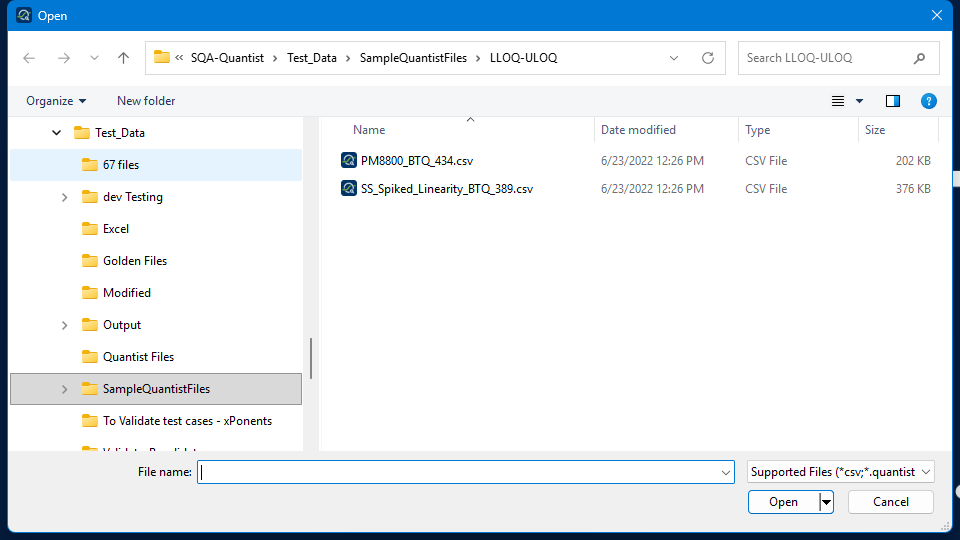 Open
« SQA-Quantist > Test_Data > SampleQuantistFiles > LLOQ-ULOQ
Search LLOQ-ULOQ
Organize
New folder
?
Test_Data
67 files
dev Testing
Excel
Golden Files
Modified
Output
Quantist Files
SampleQuantistFiles
To Validate test cases - xPonents
Name Date modified Type Size
PM8800_BTQ_434.csv 6/23/2022 12:26 PM CSV File 202 KB
SS_Spiked_Linearity_BTQ_389.csv 6/23/2022 12:26 PM CSV File 376 KB
File name:
Supported Files (*csv;*.quantist
Open
Cancel